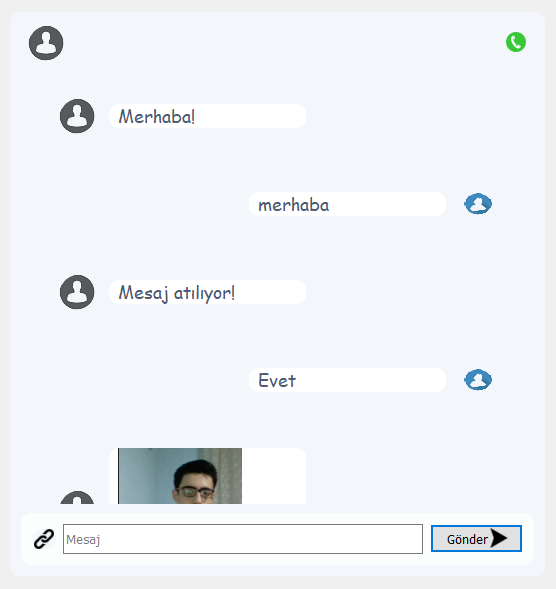 Merhaba!
merhaba
Mesaj atılıyor!
Evet
Mesaj
Gönder